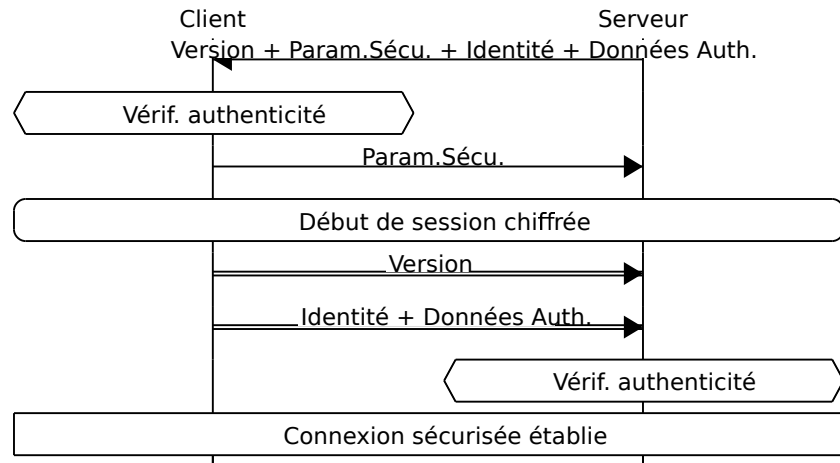 Client
Serveur
Version + Param.Sécu. + Identité + Données Auth.
Vérif. authenticité
Param.Sécu.
Début de session chiffrée
Version
Identité + Données Auth.
Vérif. authenticité
Connexion sécurisée établie